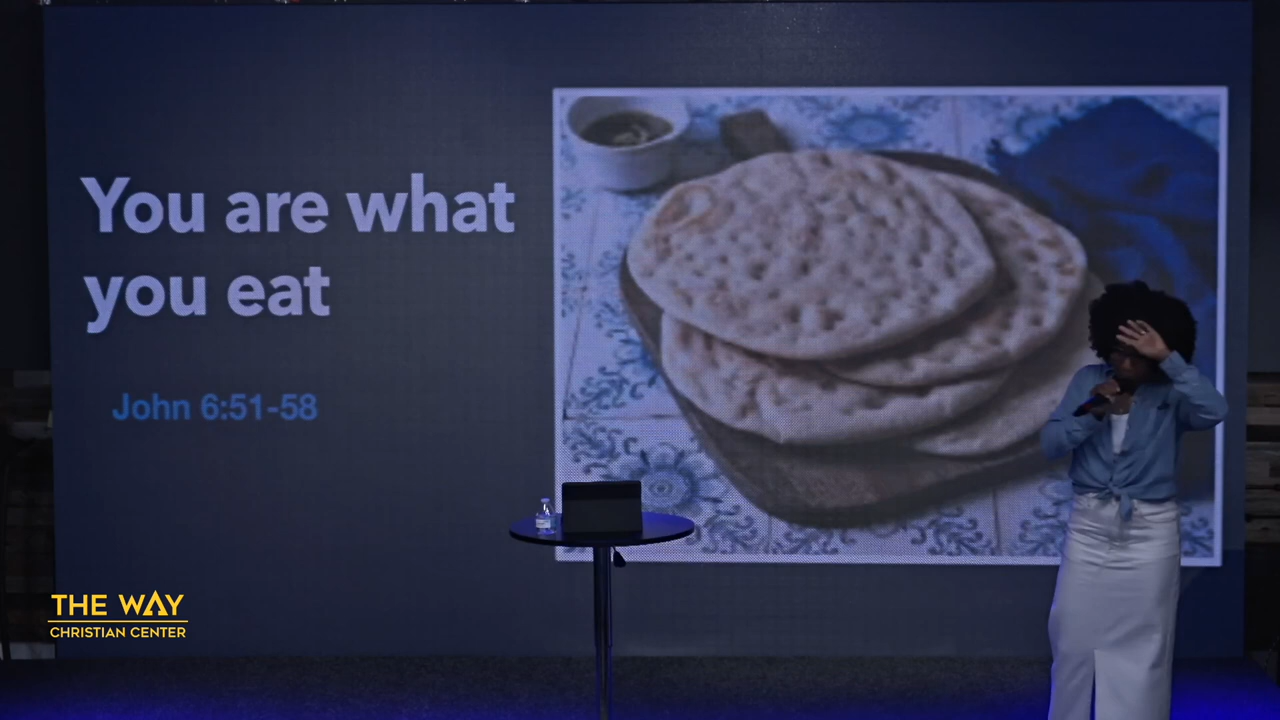 You are what
you eat
John 6:51-58
THE WAY
CHRISTIAN CENTER